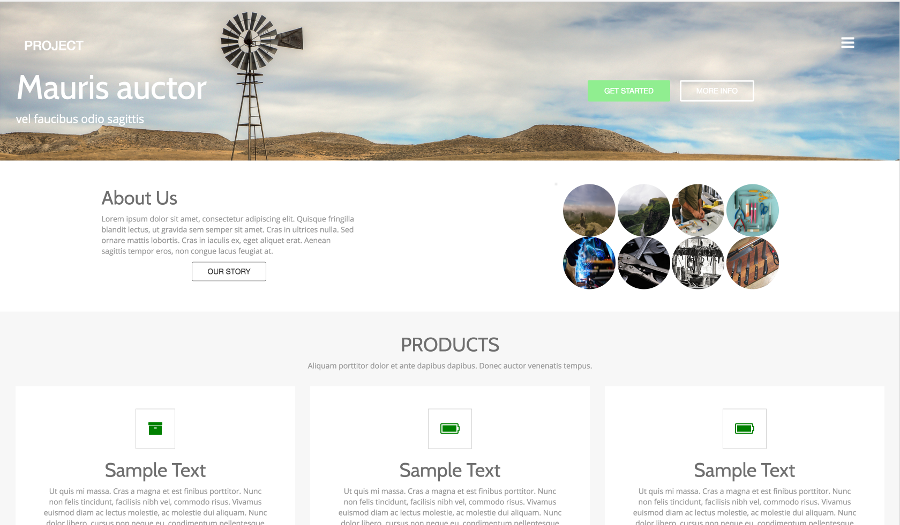 PROJECT
Mauris auctor
vel faucibus odio sagittis
GET STARTED
MORE INFO
About Us
Lorem ipsum dolor sit amet, consectetur adipiscing elit. Quisque fringilla
blandit lectus, ut gravida sem semper sit amet. Cras in ultrices nulla. Sed
ornare mattis lobortis. Cras in iaculis ex, eget aliquet erat. Aenean
sagittis tempor eros, non congue lacus feugiat at.
OUR STORY
PRODUCTS
Aliquam porttitor dolor et ante dapibus dapibus. Donec auctor venenatis tempus.
Sample Text
Ut quis mi massa. Cras a magna et est finibus porttitor. Nunc
non felis tincidunt, facilisis nibh vel, commodo risus. Vivamus
euismod diam ac lectus molestie, ac molestie dui aliquam. Nunc
dolor libero, cursus non neque eu, condimentum pellentesque
Sample Text
Ut quis mi massa. Cras a magna et est finibus porttitor. Nunc
non felis tincidunt, facilisis nibh vel, commodo risus. Vivamus
euismod diam ac lectus molestie, ac molestie dui aliquam. Nunc
dolor libero, cursus non neque eu, condimentum pellentesque
Sample Text
Ut quis mi massa. Cras a magna et est finibus porttitor. Nunc
non felis tincidunt, facilisis nibh vel, commodo risus. Vivamus
euismod diam ac lectus molestie, ac molestie dui aliquam. Nunc
dolor libero, cursus non neque eu, condimentum pellentesque